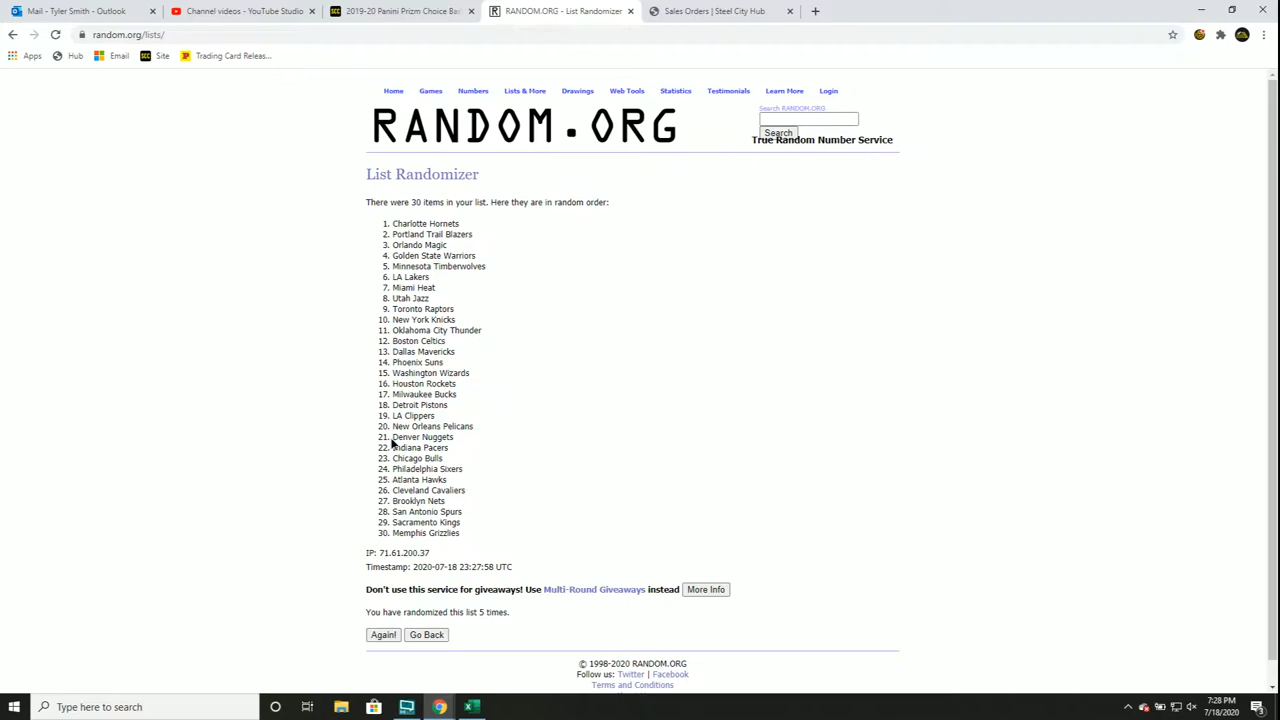 Mail - Tyler Smith - Outlook
Channel videos - YouTube Studio
2019-20 Panini Prizm Choice Ba
RANDOM.ORG - List Randomizer
Sales Orders | Steel City Hub
random.org/lists/
Apps
Hub
Email
SCC
Site
Trading Card Releas...
Home
Games
Numbers
Lists & More
Drawings
Web Tools
Statistics
Testimonials
Learn More
Login
RANDOM.ORG
Search RANDOM.ORG
Search
True Random Number Service
List Randomizer
There were 30 items in your list. Here they are in random order:
1. Charlotte Hornets
2. Portland Trail Blazers
3. Orlando Magic
4. Golden State Warriors
5. Minnesota Timberwolves
6. LA Lakers
7. Miami Heat
8. Utah Jazz
9. Toronto Raptors
10. New York Knicks
11. Oklahoma City Thunder
12. Boston Celtics
13. Dallas Mavericks
14. Phoenix Suns
15. Washington Wizards
16. Houston Rockets
17. Milwaukee Bucks
18. Detroit Pistons
19. LA Clippers
20. New Orleans Pelicans
21. Denver Nuggets
22. Indiana Pacers
23. Chicago Bulls
24. Philadelphia Sixers
25. Atlanta Hawks
26. Cleveland Cavaliers
27. Brooklyn Nets
28. San Antonio Spurs
29. Sacramento Kings
30. Memphis Grizzlies
IP: 71.61.200.37
Timestamp: 2020-07-18 23:27:58 UTC
Don't use this service for giveaways! Use Multi-Round Giveaways instead More Info
You have randomized this list 5 times.
Again! Go Back
© 1998-2020 RANDOM.ORG
Follow us: Twitter | Facebook
Terms and Conditions
Type here to search
7:28 PM
7/18/2020